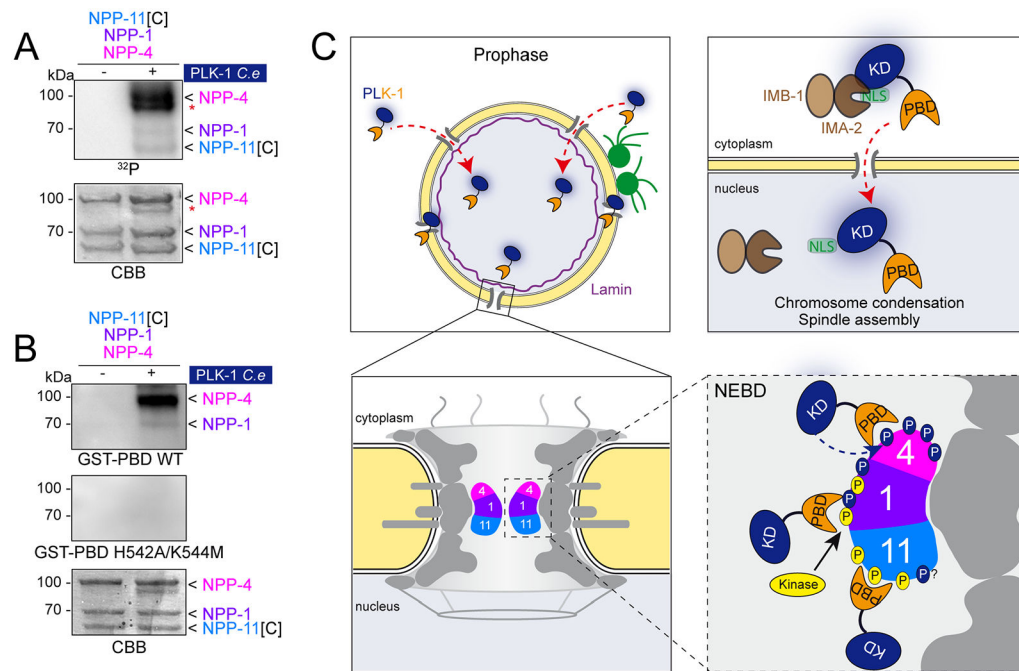 A
NPP-11[C]
NPP-1
NPP-4
kDa
- + PLK-1 C.e
100 -
< NPP-4
*
70 -
< NPP-1
< NPP-11[C]
32P
100 -
< NPP-4
*
70 -
< NPP-1
< NPP-11[C]
CBB
B
NPP-11[C]
NPP-1
NPP-4
kDa
- + PLK-1 C.e
100 -
< NPP-4
70 -
< NPP-1
GST-PBD WT
100 -
70 -
GST-PBD H542A/K544M
100 -
< NPP-4
70 -
< NPP-1
< NPP-11[C]
CBB
C
Prophase
PLK-1
Lamin
IMB-1
IMA-2
NLS
KD
PBD
cytoplasm
nucleus
NLS
KD
PBD
Chromosome condensation
Spindle assembly
cytoplasm
4
4
1
1
11
11
nucleus
NEBD
KD
PBD
P
P
P
P
P
4
P
P
1
KD
PBD
P
P
11
Kinase
P
P
P
P
P?
PBD
KD